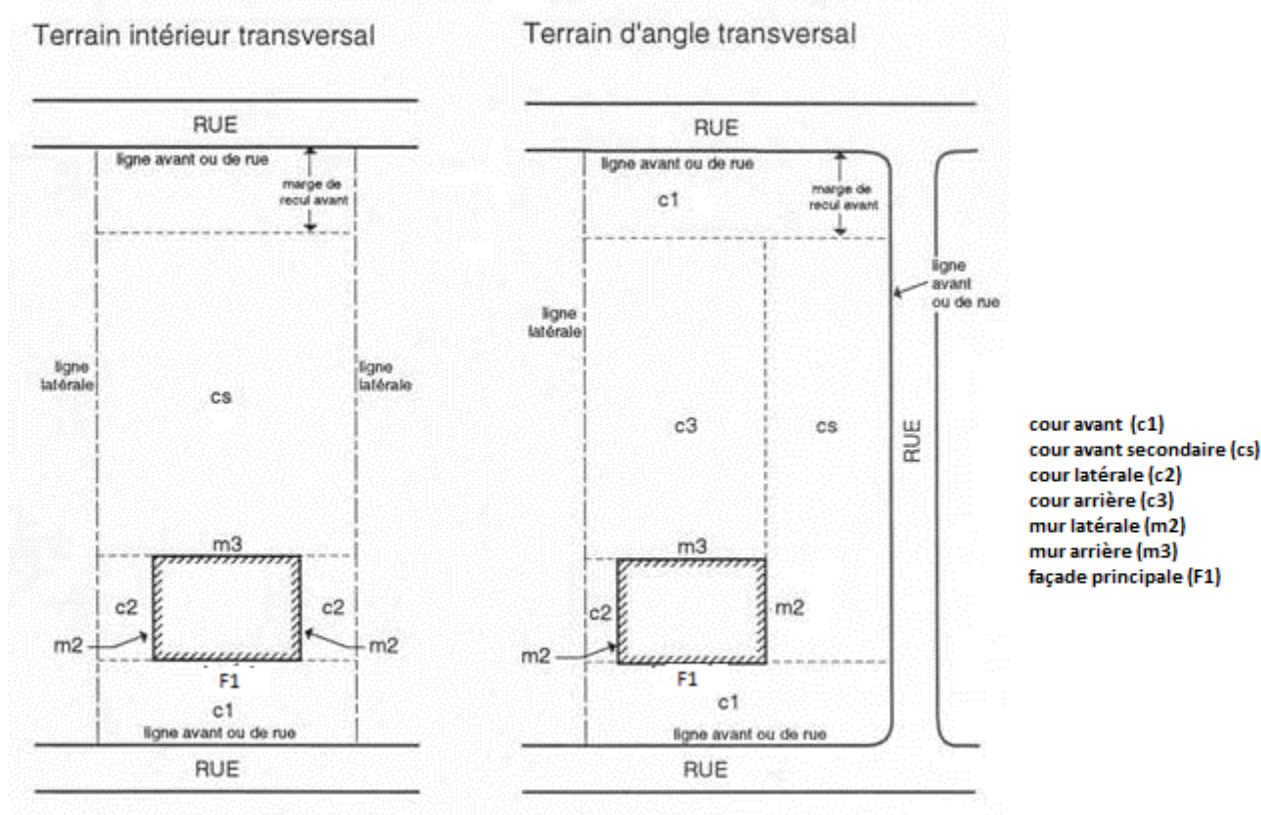 Terrain intérieur transversal
RUE
ligne avant ou de rue
marge de
recul avant
ligne
latérale
ligne
latérale
cs
m3
c2
c2
m2
m2
F1
c1
ligne avant ou de rue
RUE
Terrain d'angle transversal
RUE
ligne avant ou de rue
c1
marge de
recul avant
ligne
avant
ou de rue
ligne
latérale
c3
cs
RUE
m3
c2
m2
m2
F1
c1
ligne avant ou de rue
RUE
cour avant (c1)
cour avant secondaire (cs)
cour latérale (c2)
cour arrière (c3)
mur latérale (m2)
mur arrière (m3)
façade principale (F1)